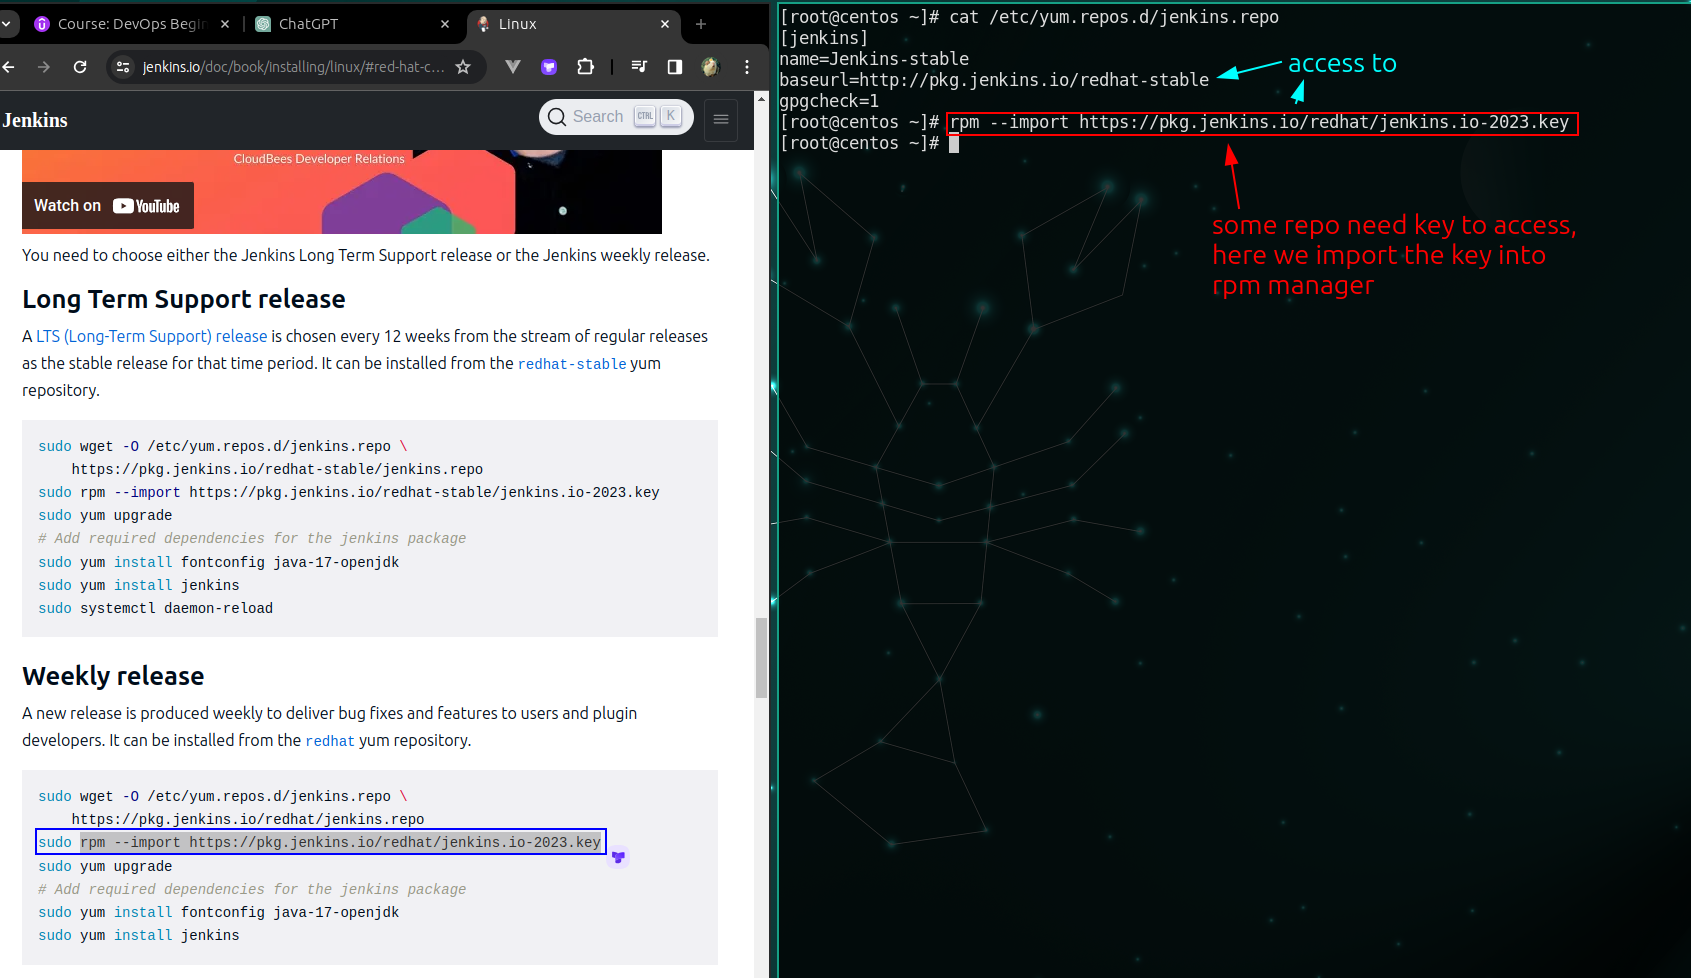 Course: DevOps Begin
ChatGPT
Linux
jenkins.io/doc/book/installing/linux/#red-hat-c...
Jenkins
Search CTRL K
CloudBees Developer Relations
Watch on YouTube
You need to choose either the Jenkins Long Term Support release or the Jenkins weekly release.
Long Term Support release
A LTS (Long-Term Support) release is chosen every 12 weeks from the stream of regular releases
as the stable release for that time period. It can be installed from the redhat-stable yum
repository.
sudo wget -O /etc/yum.repos.d/jenkins.repo \
https://pkg.jenkins.io/redhat-stable/jenkins.repo
sudo rpm --import https://pkg.jenkins.io/redhat-stable/jenkins.io-2023.key
sudo yum upgrade
# Add required dependencies for the jenkins package
sudo yum install fontconfig java-17-openjdk
sudo yum install jenkins
sudo systemctl daemon-reload
Weekly release
A new release is produced weekly to deliver bug fixes and features to users and plugin
developers. It can be installed from the redhat yum repository.
sudo wget -O /etc/yum.repos.d/jenkins.repo \
https://pkg.jenkins.io/redhat/jenkins.repo
sudo rpm --import https://pkg.jenkins.io/redhat/jenkins.io-2023.key
sudo yum upgrade
# Add required dependencies for the jenkins package
sudo yum install fontconfig java-17-openjdk
sudo yum install jenkins
[root@centos ~]# cat /etc/yum.repos.d/jenkins.repo
[jenkins]
name=Jenkins-stable
baseurl=http://pkg.jenkins.io/redhat-stable
access to
gpgcheck=1
[root@centos ~]# rpm --import https://pkg.jenkins.io/redhat/jenkins.io-2023.key
[root@centos ~]#
some repo need key to access,
here we import the key into
rpm manager